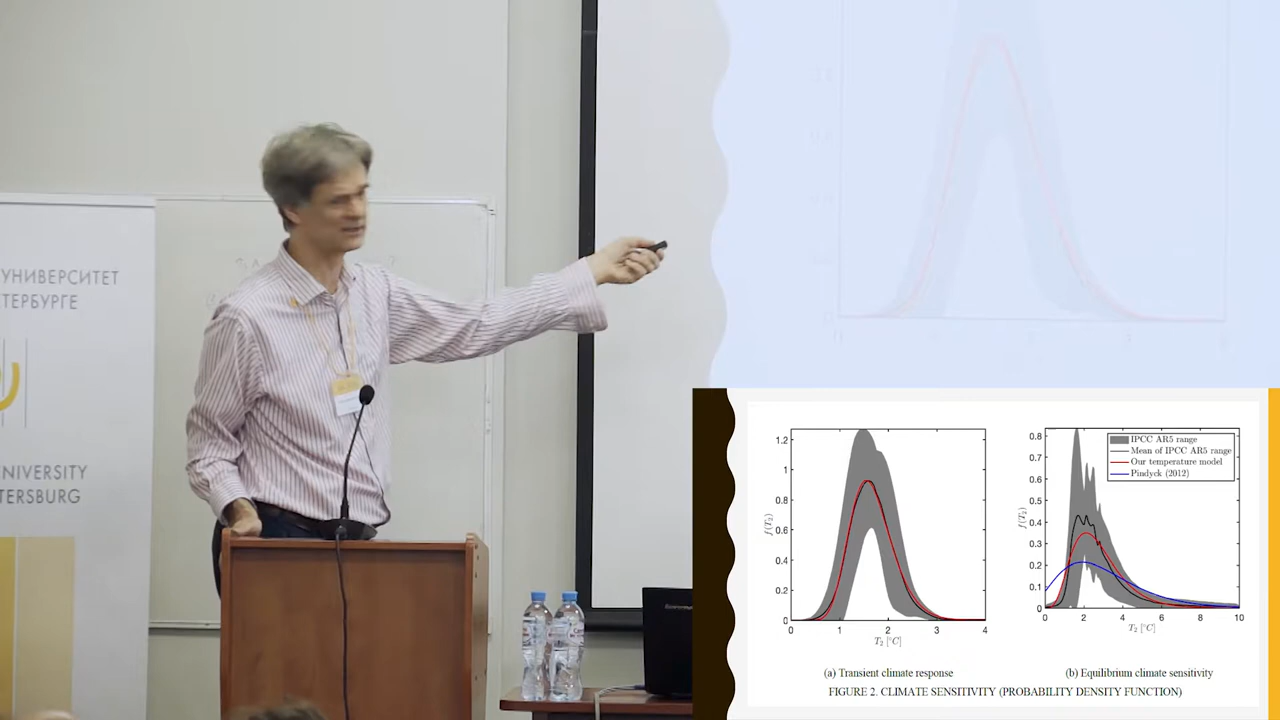 УНИВЕРСИТЕТ
ТЕРБУРГЕ
NIVERSITY
TERSBURG
1.2
1
0.8
0.6
0.4
0.2
0
0 1 2 3 4
f(T₂)
T₂ [°C]
(a) Transient climate response
0.8
0.7
0.6
0.5
0.4
0.3
0.2
0.1
0
0 2 4 6 8 10
f(T₂)
T₂ [°C]
IPCC AR5 range
Mean of IPCC AR5 range
Our temperature model
Pindyck (2012)
(b) Equilibrium climate sensitivity
FIGURE 2. CLIMATE SENSITIVITY (PROBABILITY DENSITY FUNCTION)